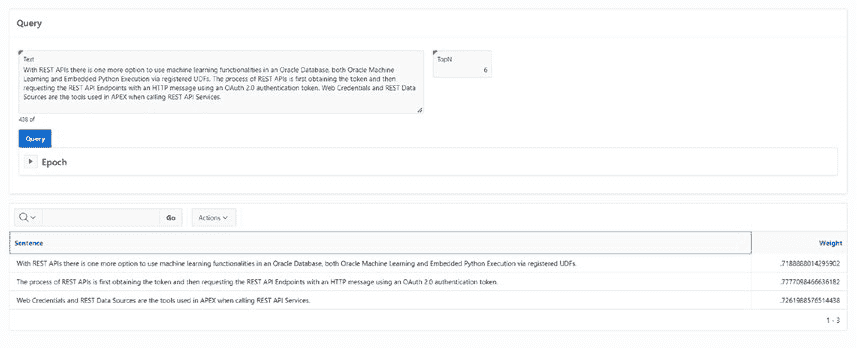 Query
Text
With REST APIs there is one more option to use machine learning functionalities in an Oracle Database, both Oracle Machine
Learning and Embedded Python Execution via registered UDFs. The process of REST APIs is first obtaining the token and then
requesting the REST API Endpoints with an HTTP message using an OAuth 2.0 authentication token. Web Credentials and REST Data
Sources are the tools used in APEX when calling REST API Services.
TopN
6
of
Query
Epoch
Go
Actions
Sentence Weight
With REST APIs there is one more option to use machine learning functionalities in an Oracle Database, both Oracle Machine Learning and Embedded Python Execution via registered UDFs. 
The process of REST APIs is first obtaining the token and then requesting the REST API Endpoints with an HTTP message using an OAuth 2.0 authentication token. 
Web Credentials and REST Data Sources are the tools used in APEX when calling REST API Services. 
1 - 3